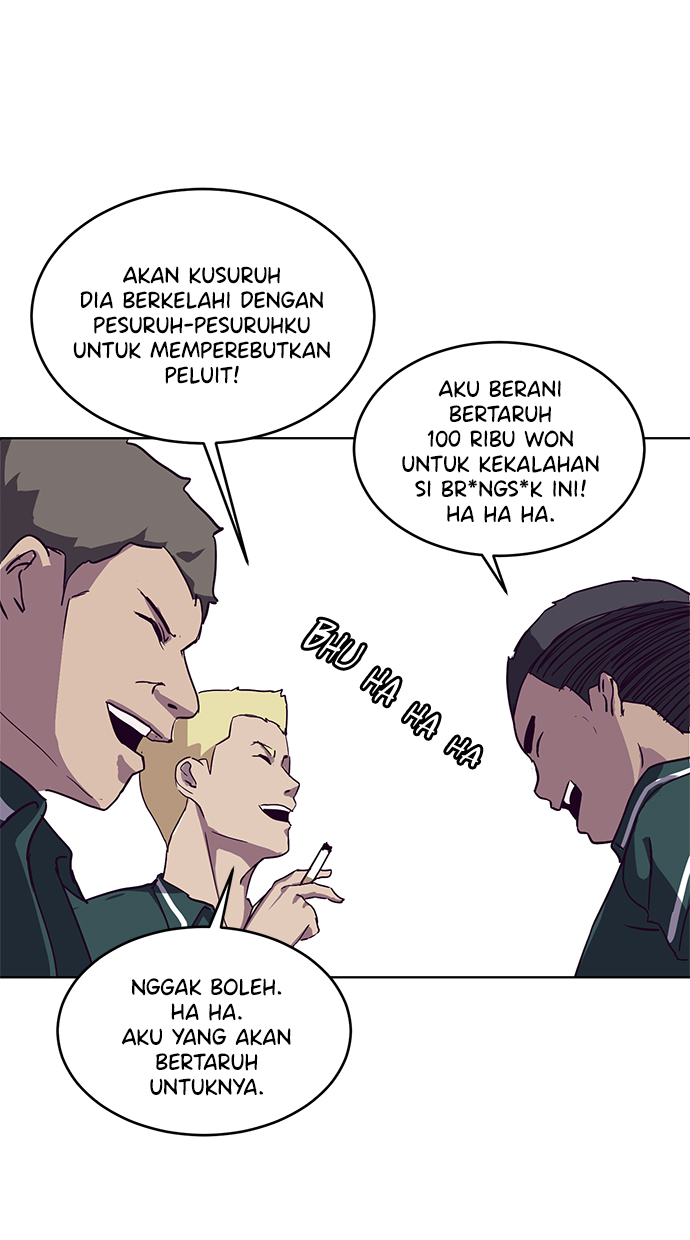 AKAN KUSURUH
DIA BERKELAHI DENGAN
PESURUH-PESURUHKU
UNTUK MEMPEREBUTKAN
PELUIT!
AKU BERANI
BERTARUH
100 RIBU WON
UNTUK KEKALAHAN
SI BR*NGS*K INI!
HA HA HA.
BHU HA HA HA
NGGAK BOLEH.
HA HA.
AKU YANG AKAN
BERTARUH
UNTUKNYA.